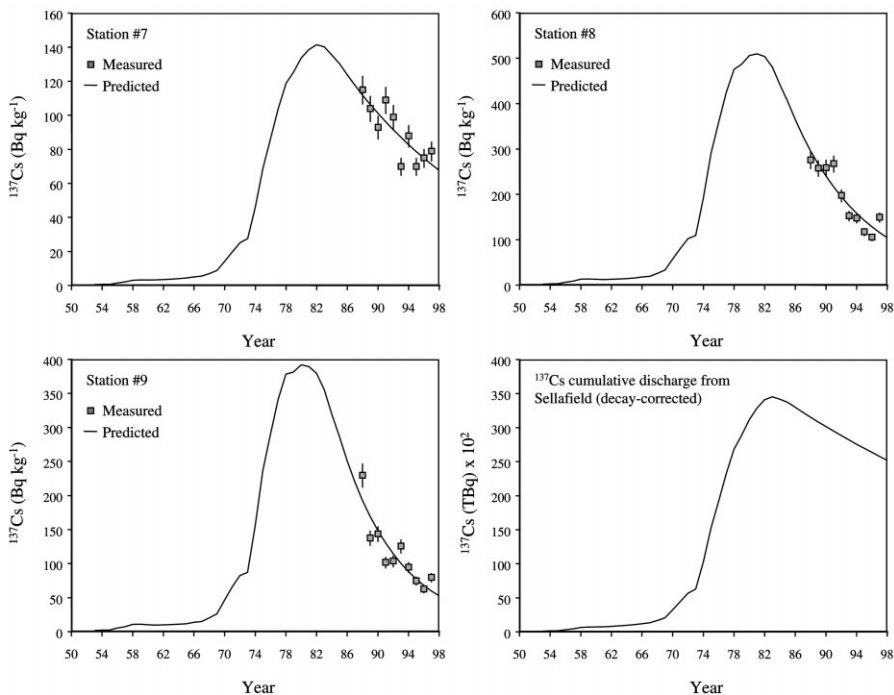 Station #7
Measured
Predicted
¹³⁷Cs (Bq kg⁻¹)
160
140
120
100
80
60
40
20
0
50 54 58 62 66 70 74 78 82 86 90 94 98
Year
Station #8
Measured
Predicted
¹³⁷Cs (Bq kg⁻¹)
600
500
400
300
200
100
0
50 54 58 62 66 70 74 78 82 86 90 94 98
Year
Station #9
Measured
Predicted
¹³⁷Cs (Bq kg⁻¹)
400
350
300
250
200
150
100
50
0
50 54 58 62 66 70 74 78 82 86 90 94 98
Year
¹³⁷Cs cumulative discharge from
Sellafield (decay-corrected)
¹³⁷Cs (TBq) x 10²
400
350
300
250
200
150
100
50
0
50 54 58 62 66 70 74 78 82 86 90 94 98
Year